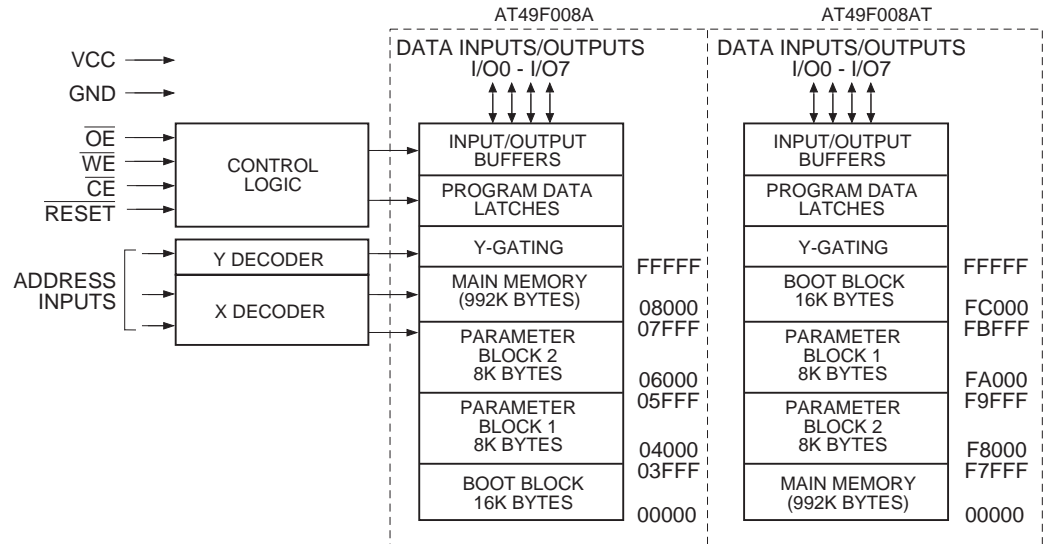 AT49F008A
AT49F008AT
DATA INPUTS/OUTPUTS
I/O0 - I/O7
DATA INPUTS/OUTPUTS
I/O0 - I/O7
VCC
GND
OE
WE
CE
RESET
CONTROL
LOGIC
ADDRESS
INPUTS
Y DECODER
X DECODER
INPUT/OUTPUT
BUFFERS
PROGRAM DATA
LATCHES
Y-GATING
MAIN MEMORY
(992K BYTES)
PARAMETER
BLOCK 2
8K BYTES
PARAMETER
BLOCK 1
8K BYTES
BOOT BLOCK
16K BYTES
FFFFF
08000
07FFF
06000
05FFF
04000
03FFF
00000
INPUT/OUTPUT
BUFFERS
PROGRAM DATA
LATCHES
Y-GATING
BOOT BLOCK
16K BYTES
PARAMETER
BLOCK 1
8K BYTES
PARAMETER
BLOCK 2
8K BYTES
MAIN MEMORY
(992K BYTES)
FFFFF
FC000
FBFFF
FA000
F9FFF
F8000
F7FFF
00000